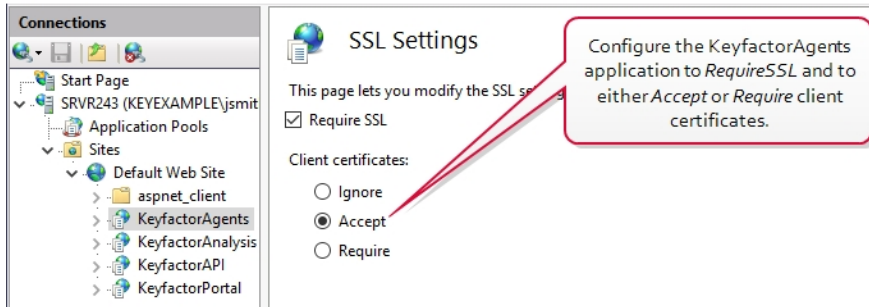 Connections
Start Page
SRVR243 (KEYEXAMPLE\jsmit
Application Pools
Sites
Default Web Site
aspnet_client
KeyfactorAgents
KeyfactorAnalysis
KeyfactorAPI
KeyfactorPortal
SSL Settings
This page lets you modify the SSL
Require SSL
Client certificates:
Ignore
Accept
Require
Configure the KeyfactorAgents
application to RequireSSL and to
either Accept or Require client
certificates.